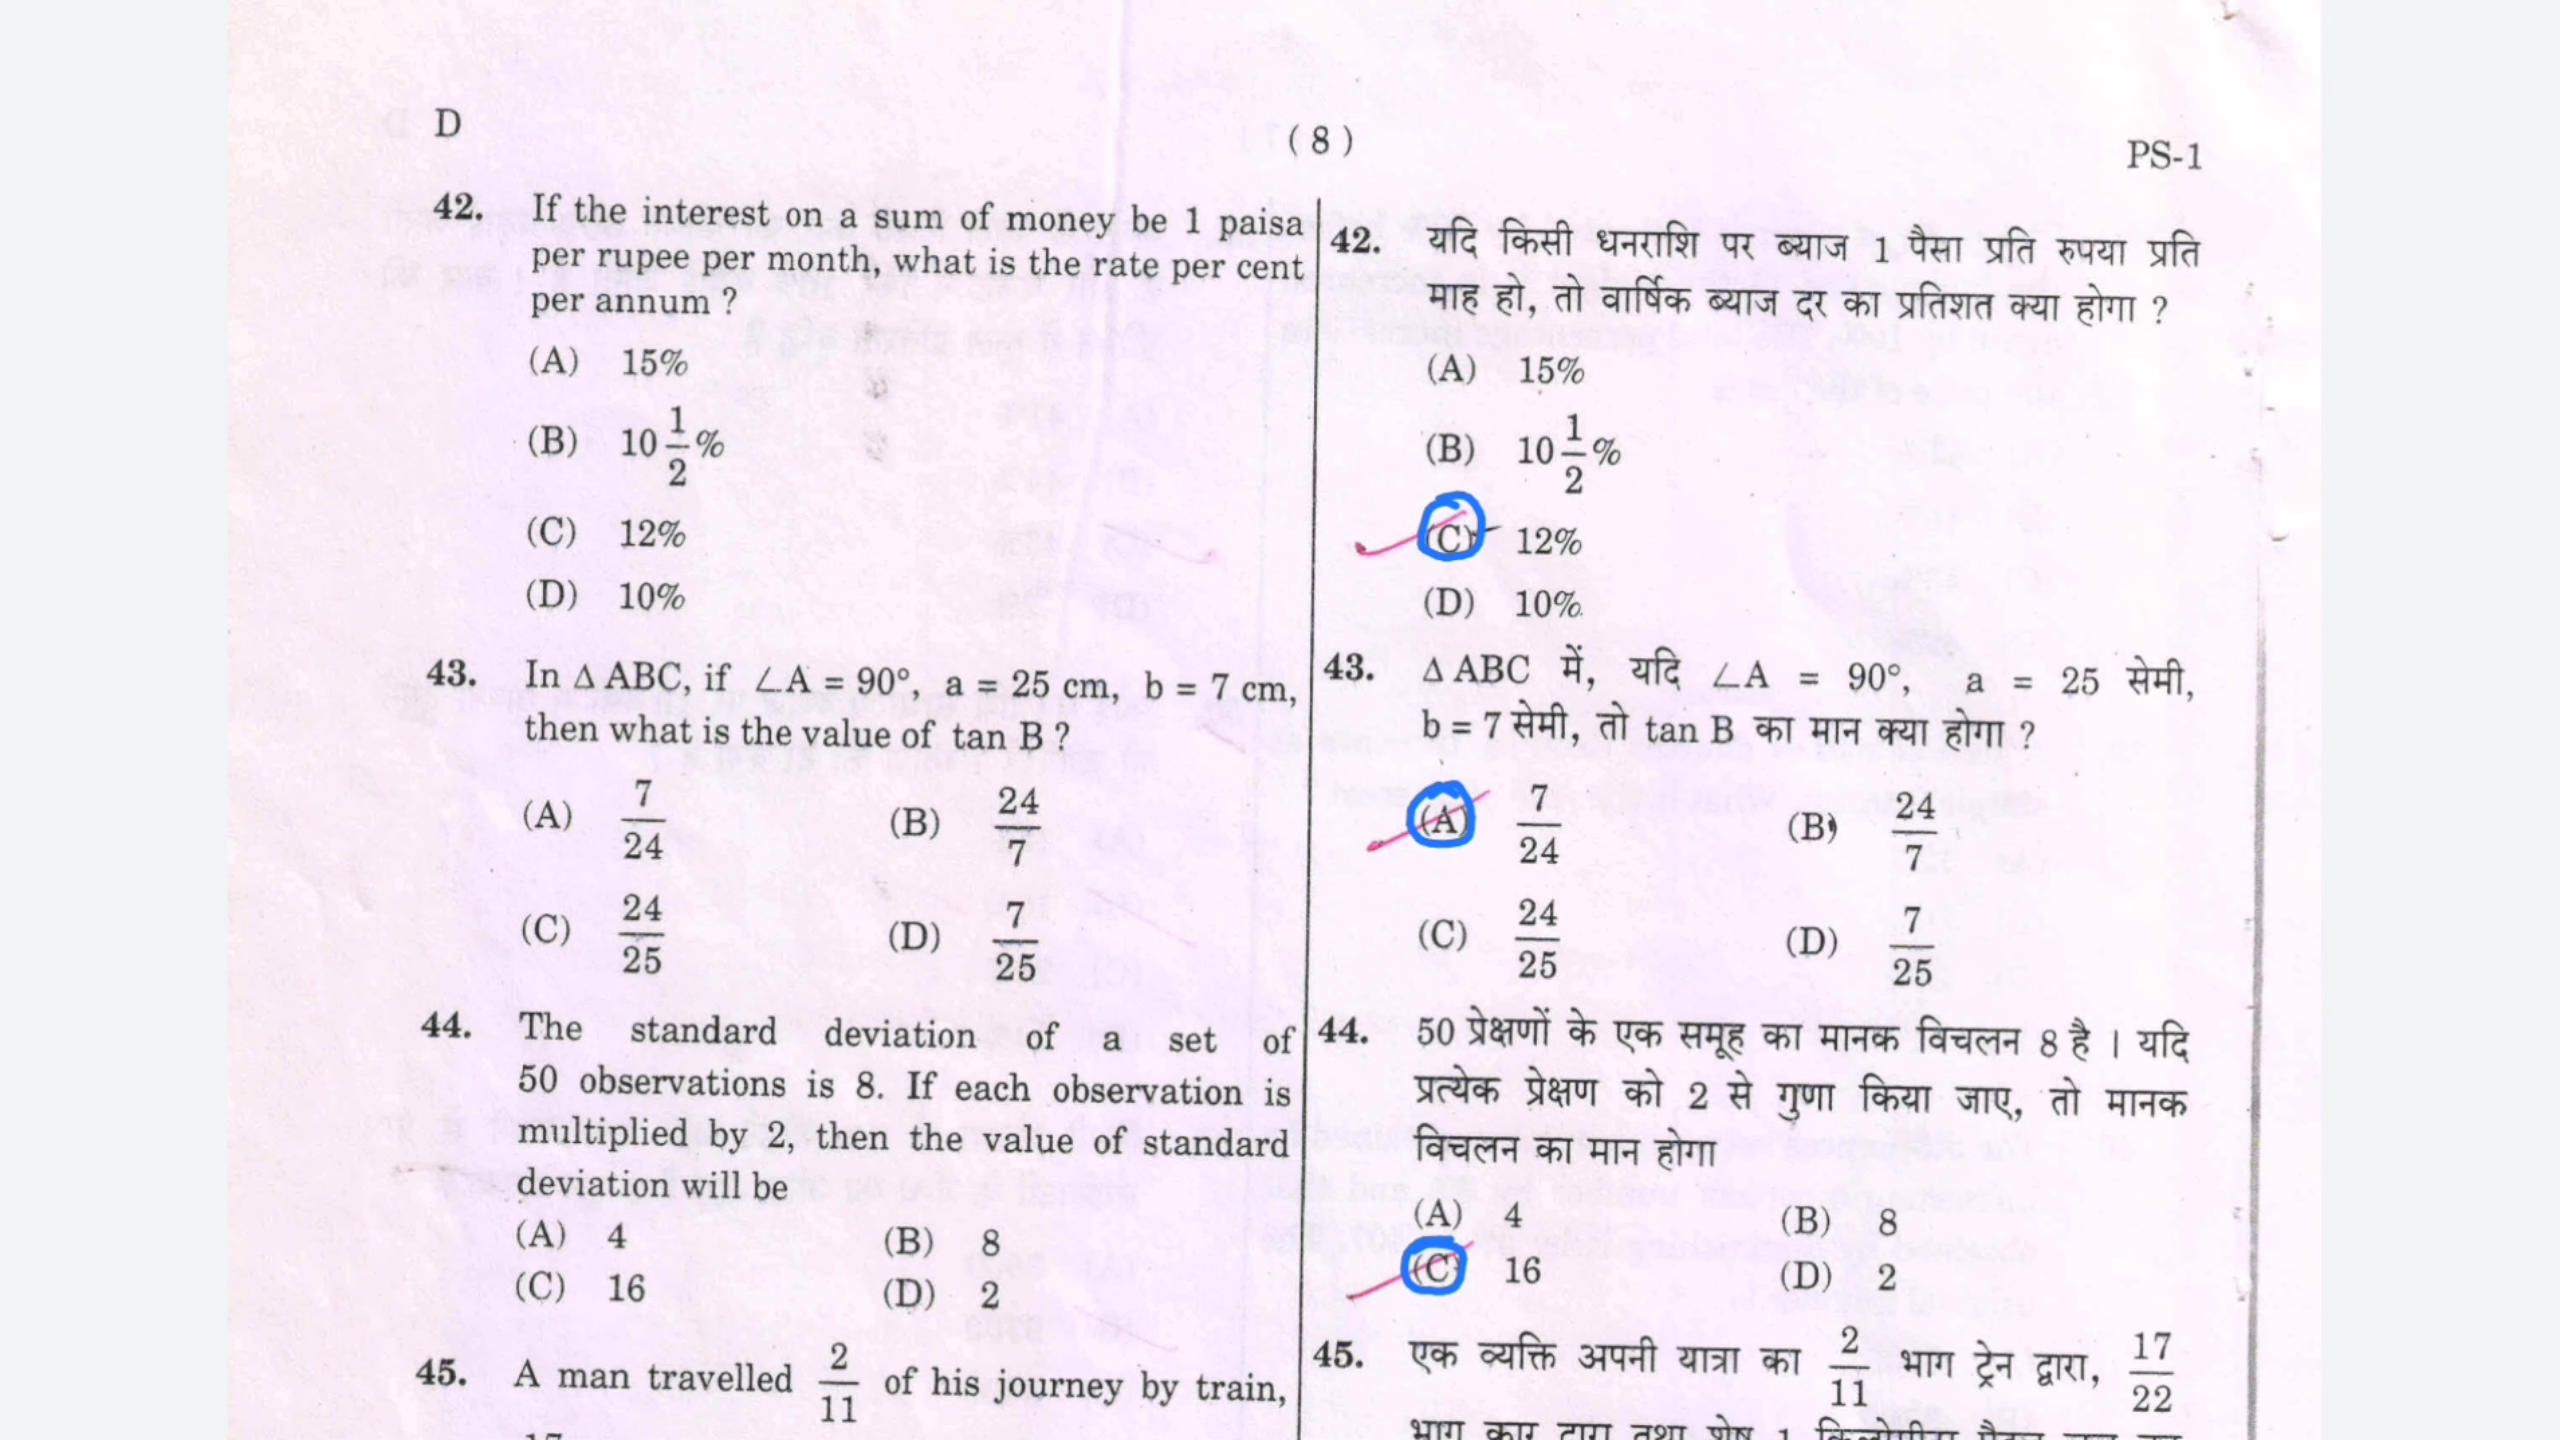 D
( 8 )
PS-1
42. If the interest on a sum of money be 1 paisa
per rupee per month, what is the rate per cent
per annum ?
(A) 15%
(B) 10 1/2 %
(C) 12%
(D) 10%
43. In Δ ABC, if ∠A = 90°, a = 25 cm, b = 7 cm,
then what is the value of tan B ?
(A) 7/24 (B) 24/7
(C) 24/25 (D) 7/25
44. The standard deviation of a set of
50 observations is 8. If each observation is
multiplied by 2, then the value of standard
deviation will be
(A) 4 (B) 8
(C) 16 (D) 2
45. A man travelled 2/11 of his journey by train,
42. यदि किसी धनराशि पर ब्याज 1 पैसा प्रति रुपया प्रति
माह हो, तो वार्षिक ब्याज दर का प्रतिशत क्या होगा ?
(A) 15%
(B) 10 1/2 %
(C) 12%
(D) 10%
43. Δ ABC में, यदि ∠A = 90°, a = 25 सेमी,
b = 7 सेमी, तो tan B का मान क्या होगा ?
(A) 7/24 (B) 24/7
(C) 24/25 (D) 7/25
44. 50 प्रेक्षणों के एक समूह का मानक विचलन 8 है । यदि
प्रत्येक प्रेक्षण को 2 से गुणा किया जाए, तो मानक
विचलन का मान होगा
(A) 4 (B) 8
(C) 16 (D) 2
45. एक व्यक्ति अपनी यात्रा का 2/11 भाग ट्रेन द्वारा, 17/22